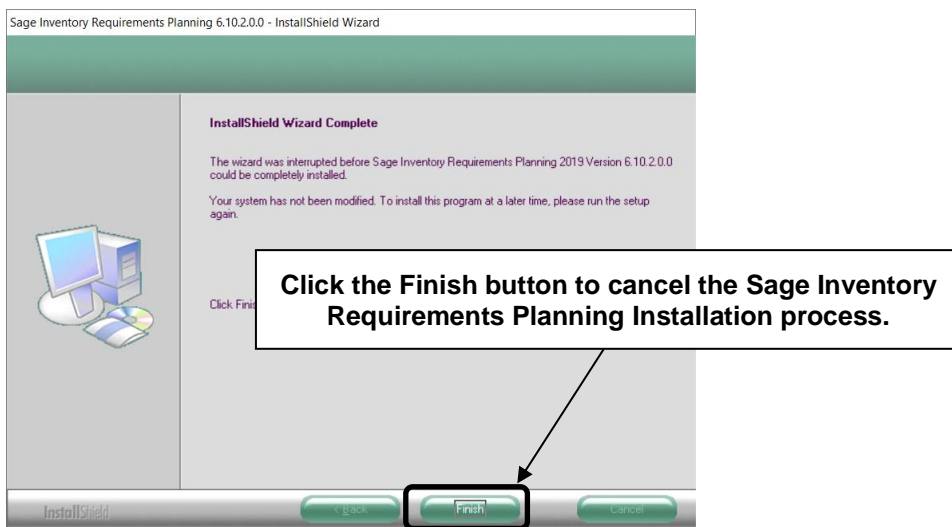 Sage Inventory Requirements Planning 6.10.2.0.0 - InstallShield Wizard
InstallShield Wizard Complete
The wizard was interrupted before Sage Inventory Requirements Planning 2019 Version 6.10.2.0.0
could be completely installed.
Your system has not been modified. To install this program at a later time, please run the setup
again.
Click the Finish button to cancel the Sage Inventory
Requirements Planning Installation process.
Click Finis
InstallShield
< Back
Finish
Cancel